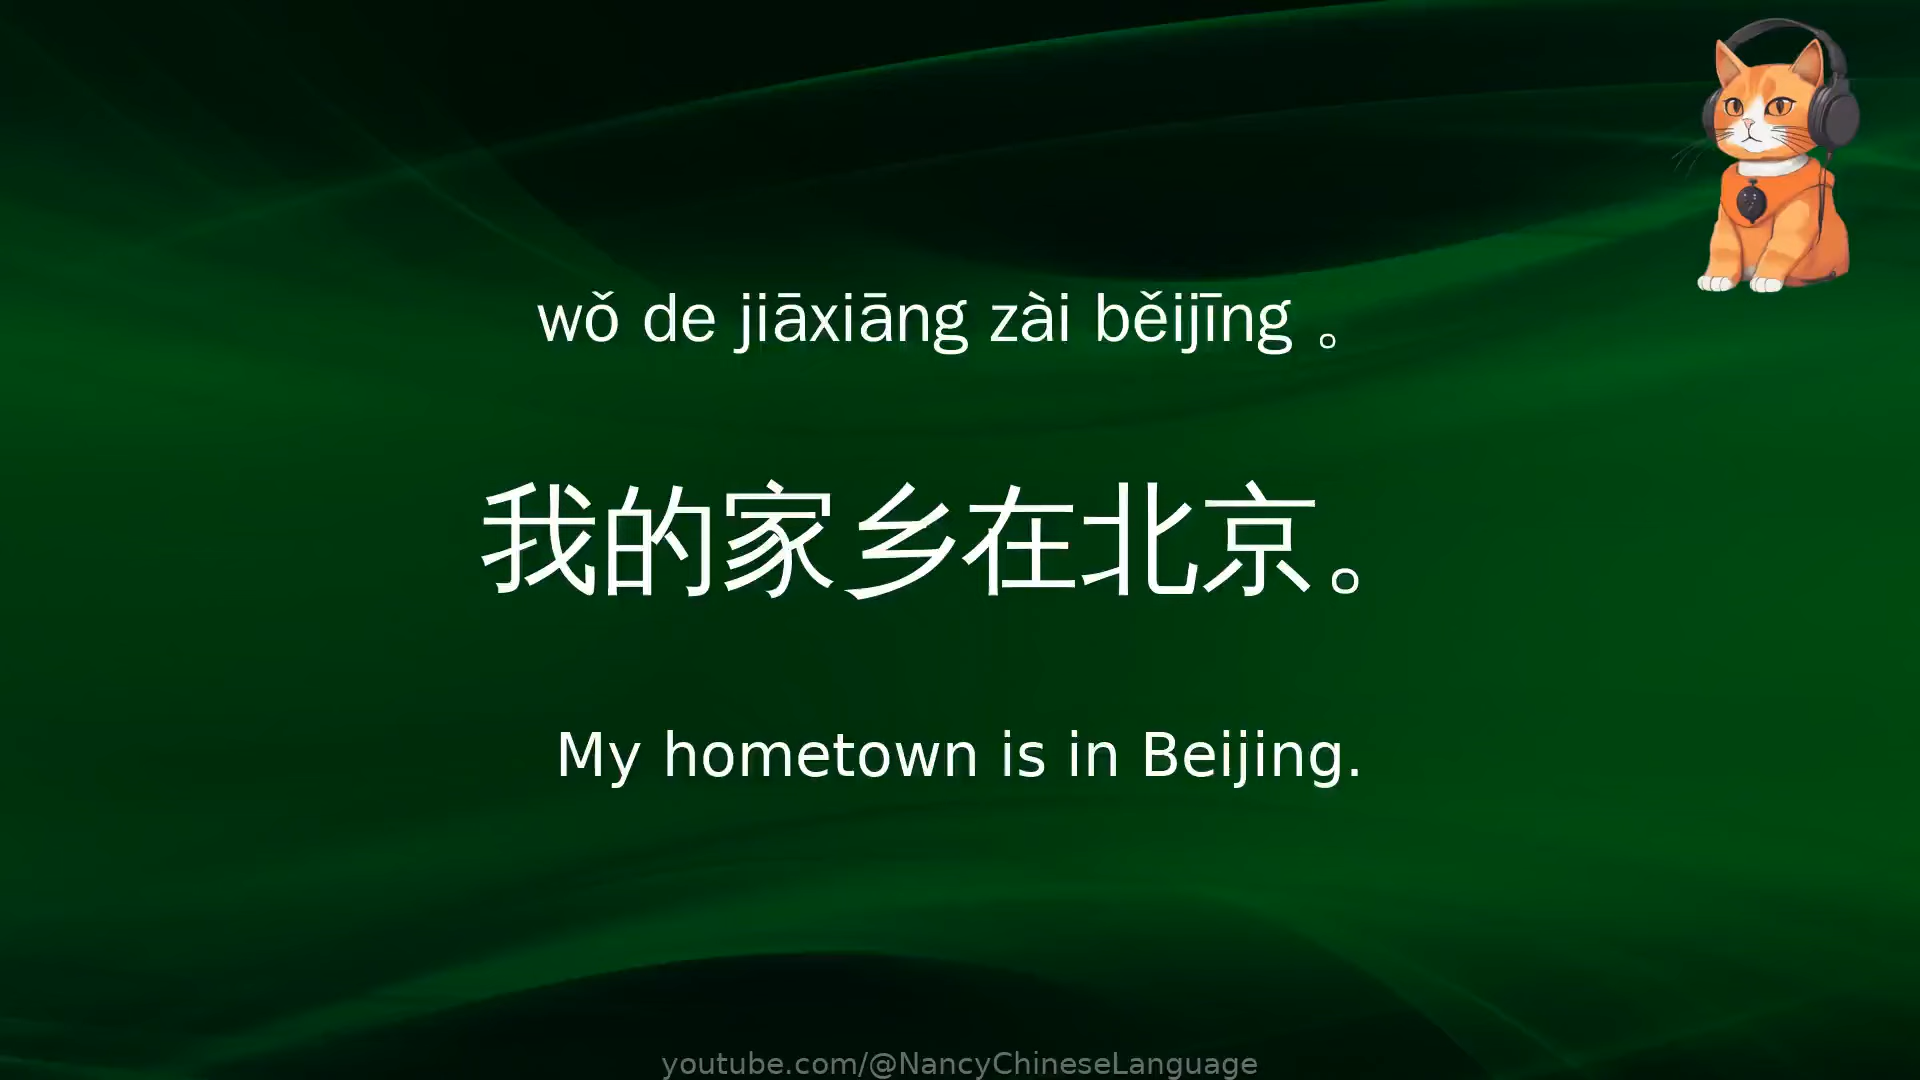 wǒ de jiāxiāng zài běijīng 。
我的家乡在北京。
My hometown is in Beijing.
youtube.com/@NancyChineseLanguage